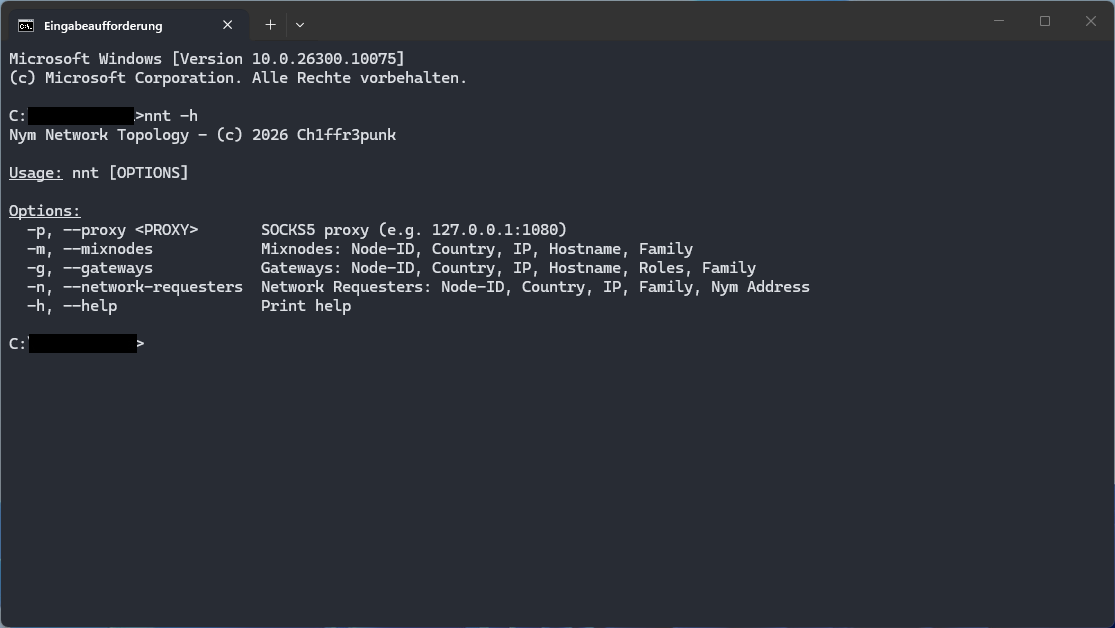 Eingabeaufforderung
Microsoft Windows [Version 10.0.26300.10075]
(c) Microsoft Corporation. Alle Rechte vorbehalten.
C:>nnt -h
Nym Network Topology - (c) 2026 Ch1ffr3punk
Usage: nnt [OPTIONS]
Options:
-p, --proxy <PROXY> SOCKS5 proxy (e.g. 127.0.0.1:1080)
-m, --mixnodes Mixnodes: Node-ID, Country, IP, Hostname, Family
-g, --gateways Gateways: Node-ID, Country, IP, Hostname, Roles, Family
-n, --network-requesters Network Requesters: Node-ID, Country, IP, Family, Nym Address
-h, --help Print help
C:\>